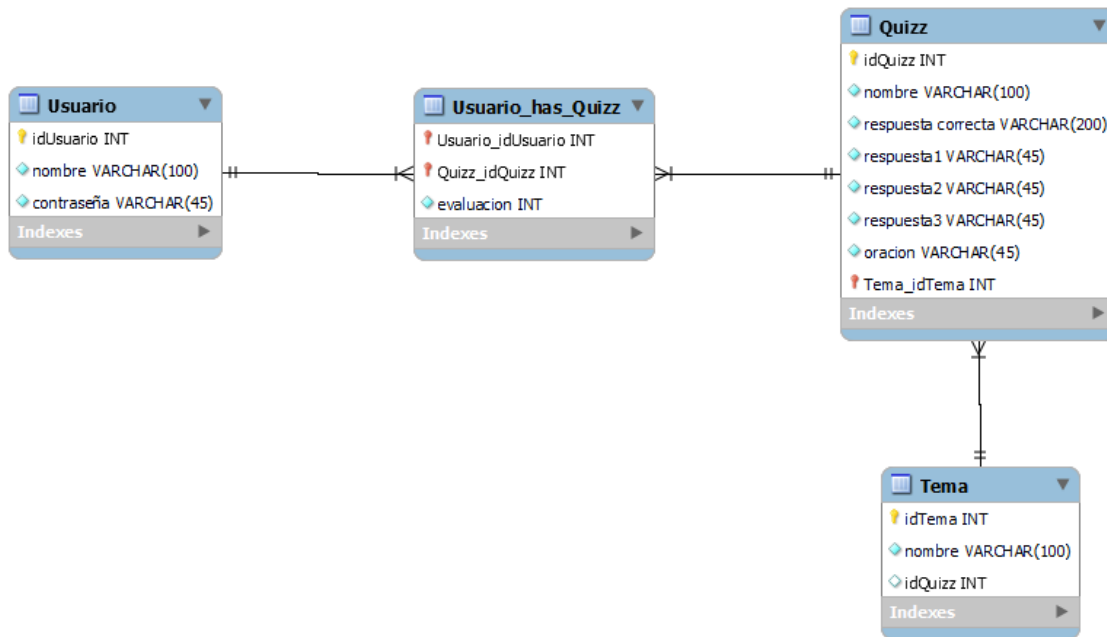 Usuario
idUsuario INT
nombre VARCHAR(100)
contraseña VARCHAR(45)
Indexes
Usuario_has_Quizz
Usuario_idUsuario INT
Quizz_idQuizz INT
evaluacion INT
Indexes
Quizz
idQuizz INT
nombre VARCHAR(100)
respuesta correcta VARCHAR(200)
respuesta1 VARCHAR(45)
respuesta2 VARCHAR(45)
respuesta3 VARCHAR(45)
oracion VARCHAR(45)
Tema_idTema INT
Indexes
Tema
idTema INT
nombre VARCHAR(100)
idQuizz INT
Indexes